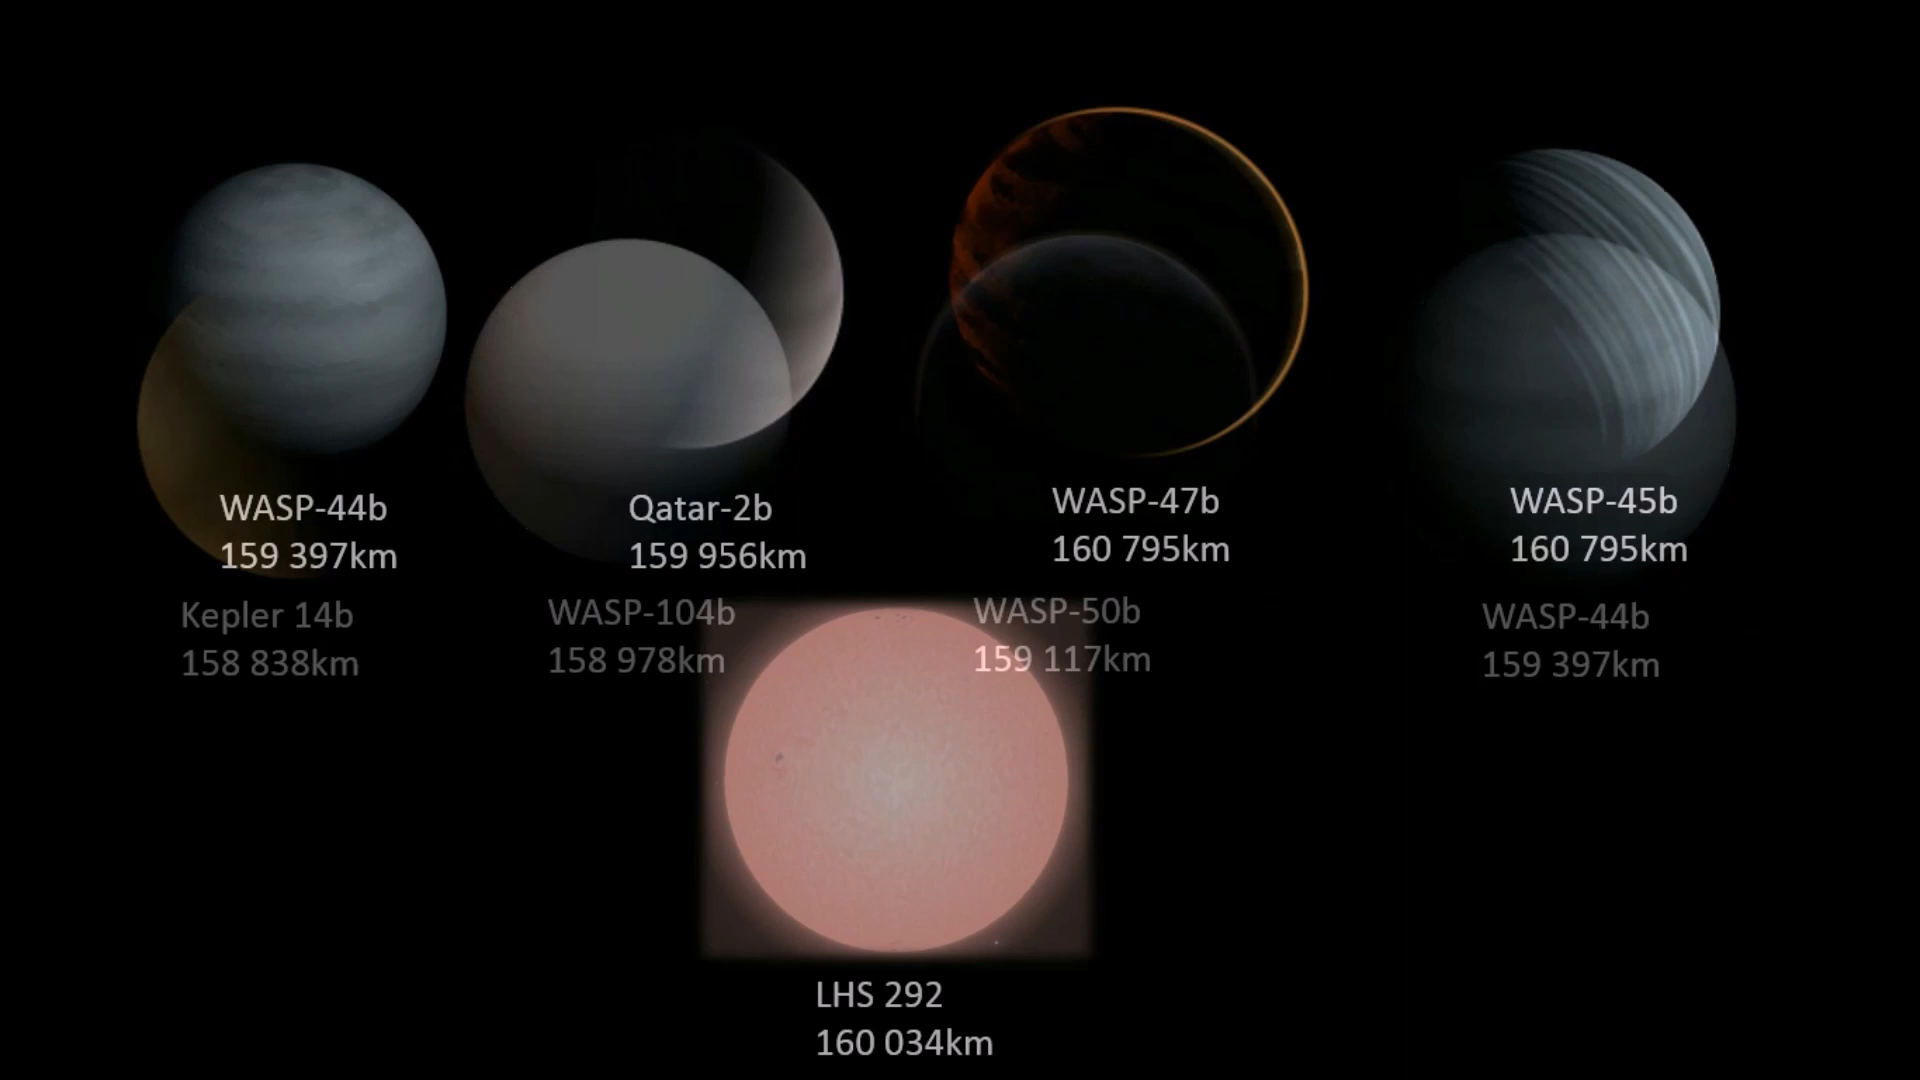 WASP-44b
159 397km
Qatar-2b
159 956km
WASP-47b
160 795km
WASP-45b
160 795km
Kepler 14b
158 838km
WASP-104b
158 978km
WASP-50b
159 117km
WASP-44b
159 397km
LHS 292
160 034km